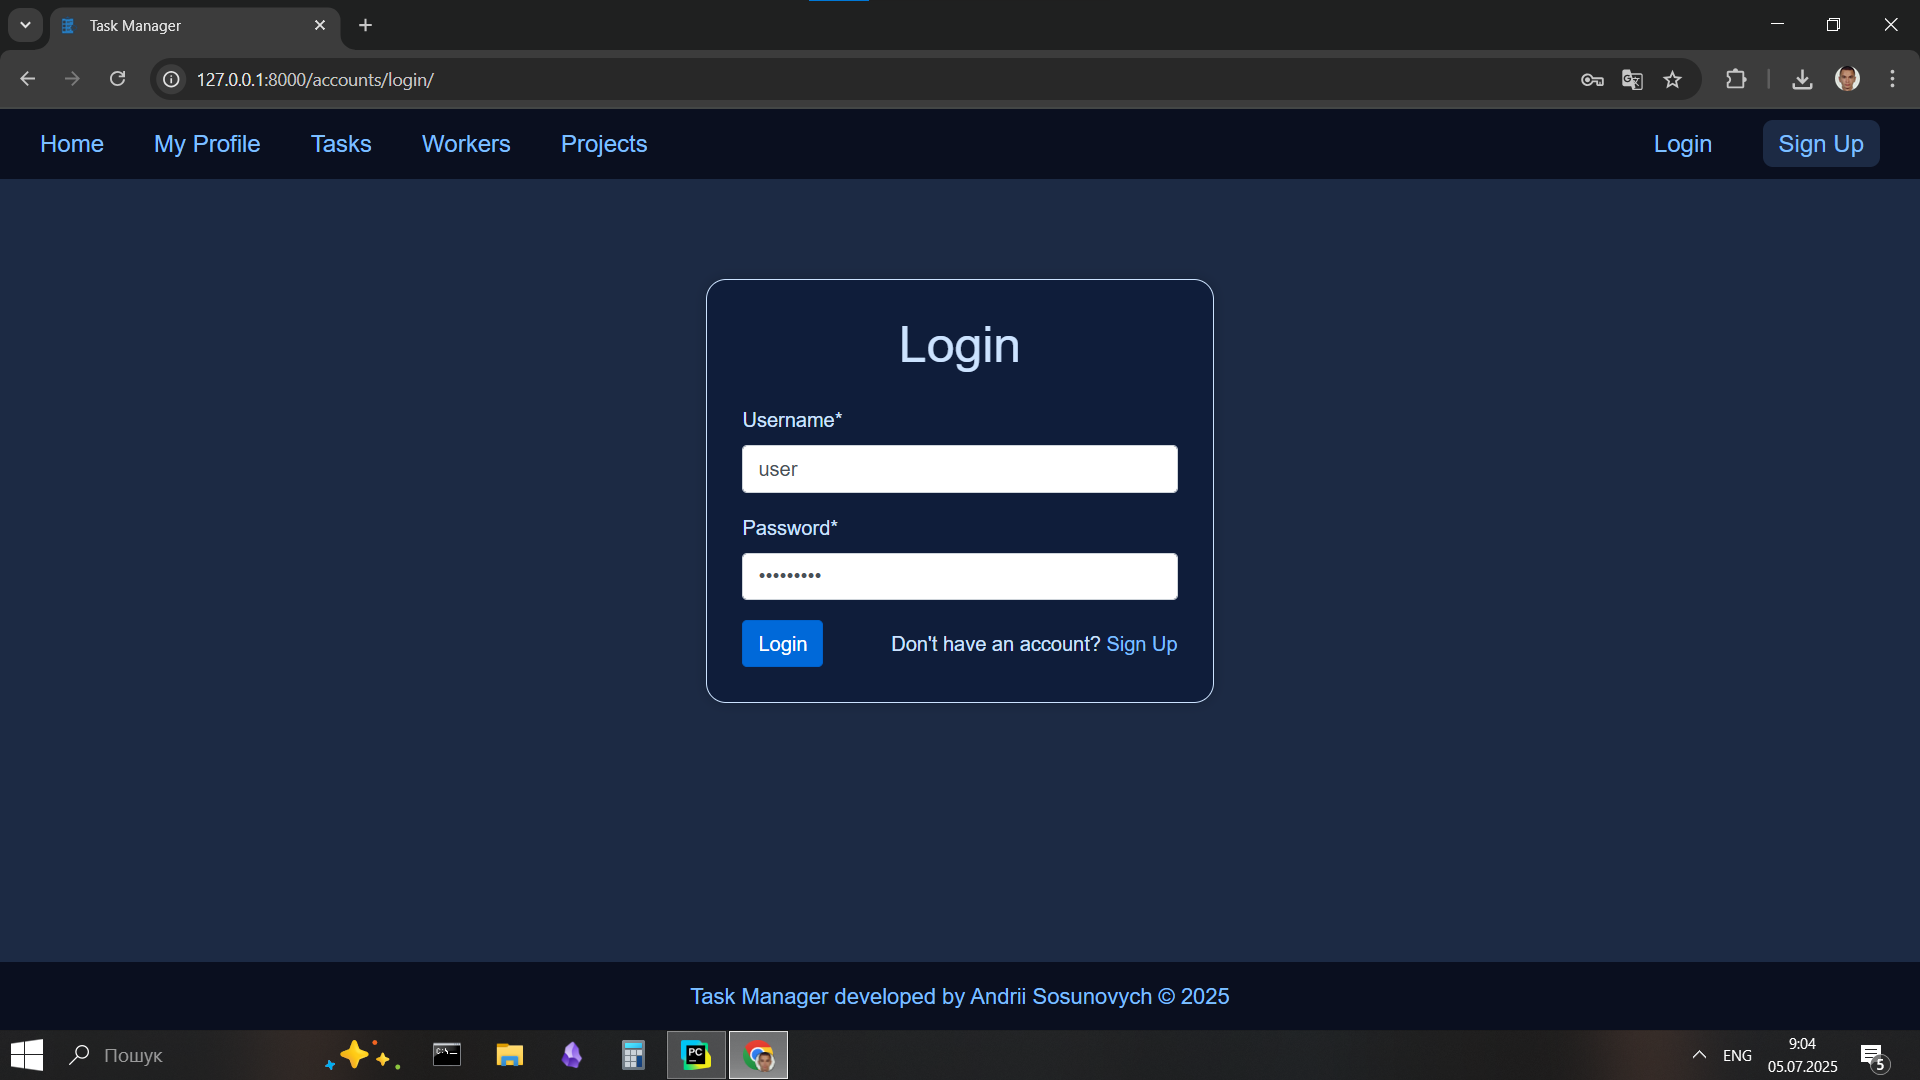 Task Manager
127.0.0.1:8000/accounts/login/
Home My Profile Tasks Workers Projects Login Sign Up
Login
Username*
user
Password*
•••••••••
Login Don't have an account? Sign Up
Task Manager developed by Andrii Sosunovych © 2025
Пошук
C:\
PC
ENG
9:04
05.07.2025
5